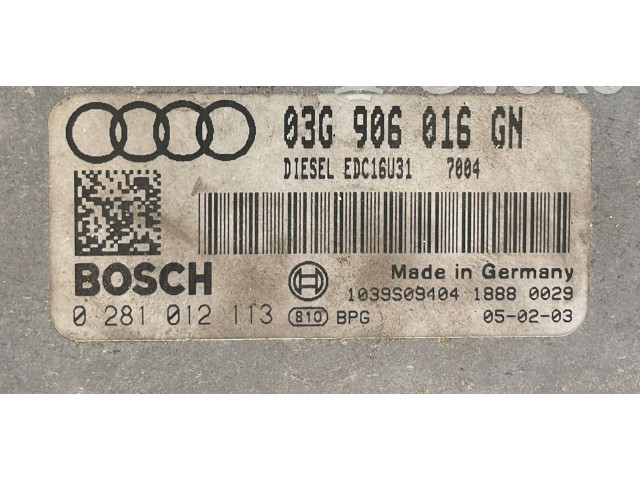 03G 906 016 GN
DIESEL EDC16U31 7004
BOSCH
Made in Germany
1039S09404 1888 0029
0 281 012 113
810 BPG
05-02-03